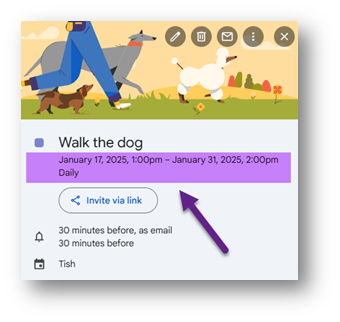 Walk the dog
January 17, 2025, 1:00pm – January 31, 2025, 2:00pm
Daily
Invite via link
30 minutes before, as email
30 minutes before
Tish